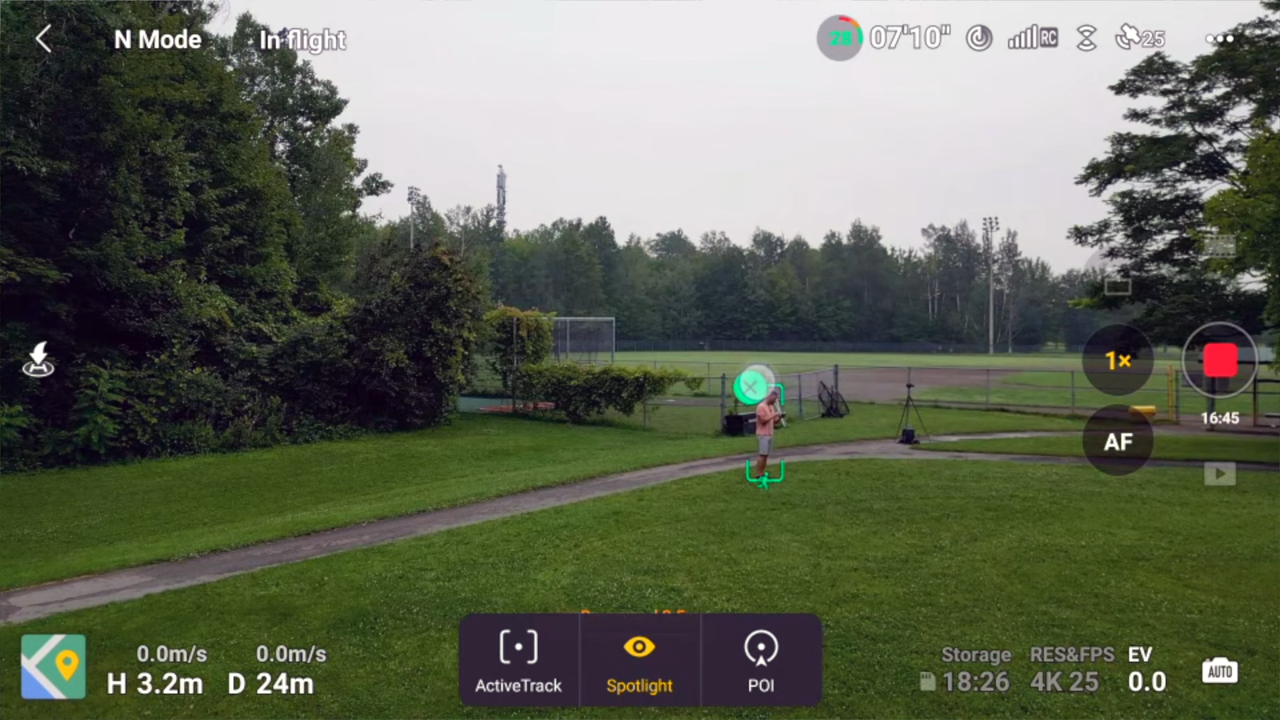 N Mode
In flight
28
07'10"
RC
25
1×
16:45
AF
0.0m/s
0.0m/s
H 3.2m
D 24m
ActiveTrack
Spotlight
POI
Storage
RES&FPS
EV
18:26
4K 25
0.0
AUTO